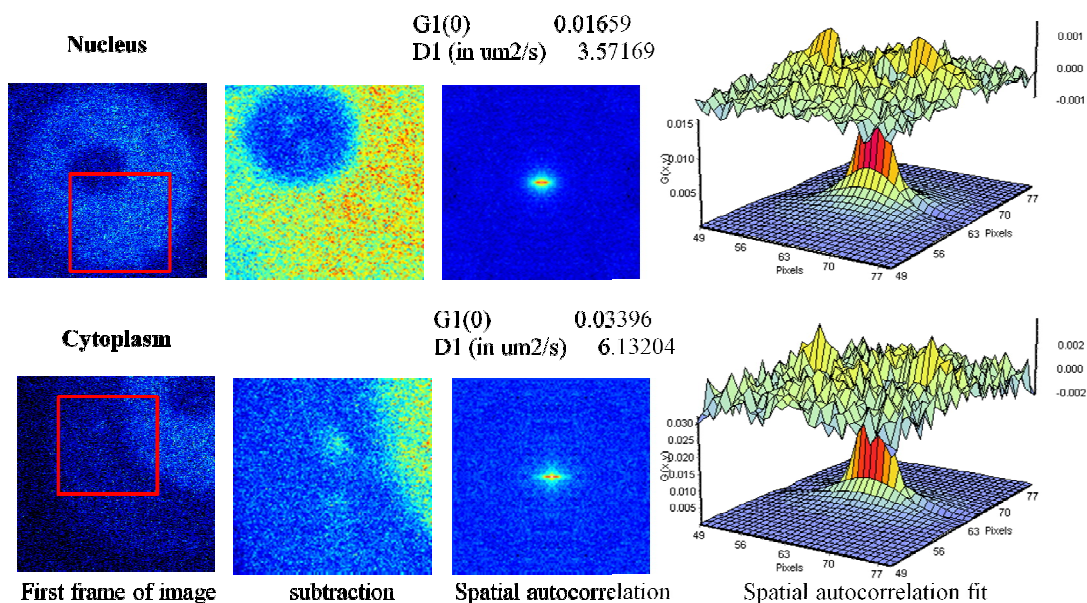 Nucleus
G1(0) 0.01659
D1 (in um2/s) 3.57169
0.001
0.000
-0.001
0.015
0.010
0.005
G(x,y)
49
56
63
70
77
Pixels
49
56
63
70
77
Pixels
Cytoplasm
G1(0) 0.03396
D1 (in um2/s) 6.13204
0.002
0.000
-0.002
0.030
0.025
0.020
0.015
0.010
0.005
G(x,y)
49
56
63
70
77
Pixels
49
56
63
70
77
Pixels
First frame of image
subtraction
Spatial autocorrelation
Spatial autocorrelation fit